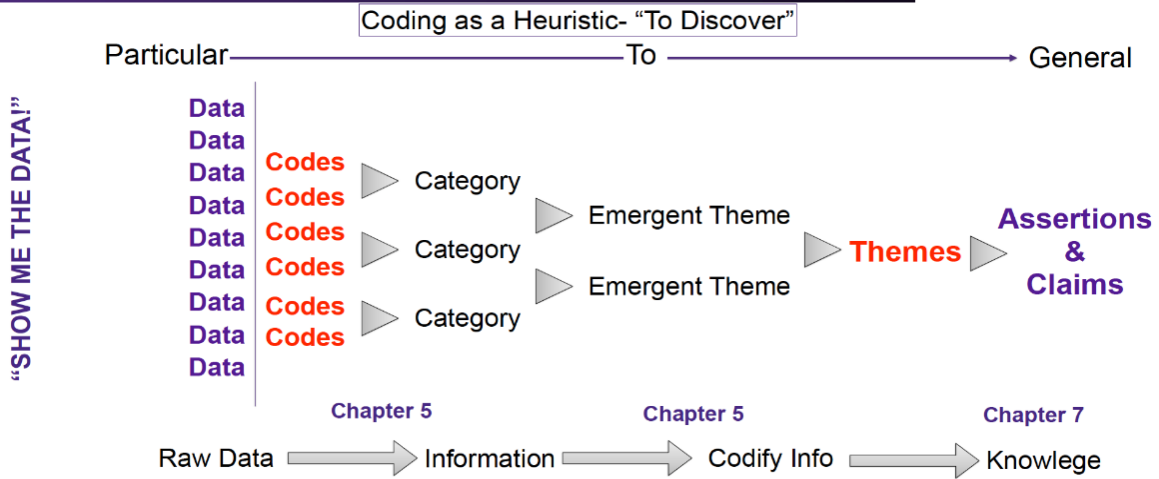 Coding as a Heuristic- “To Discover”
Particular To General
“SHOW ME THE DATA!”
Data
Data
Data
Data
Data
Data
Data
Data
Data
Codes
Codes
Codes
Codes
Codes
Codes
Category
Category
Category
Emergent Theme
Emergent Theme
Themes
Assertions
&
Claims
Chapter 5 Chapter 5 Chapter 7
Raw Data Information Codify Info Knowlege